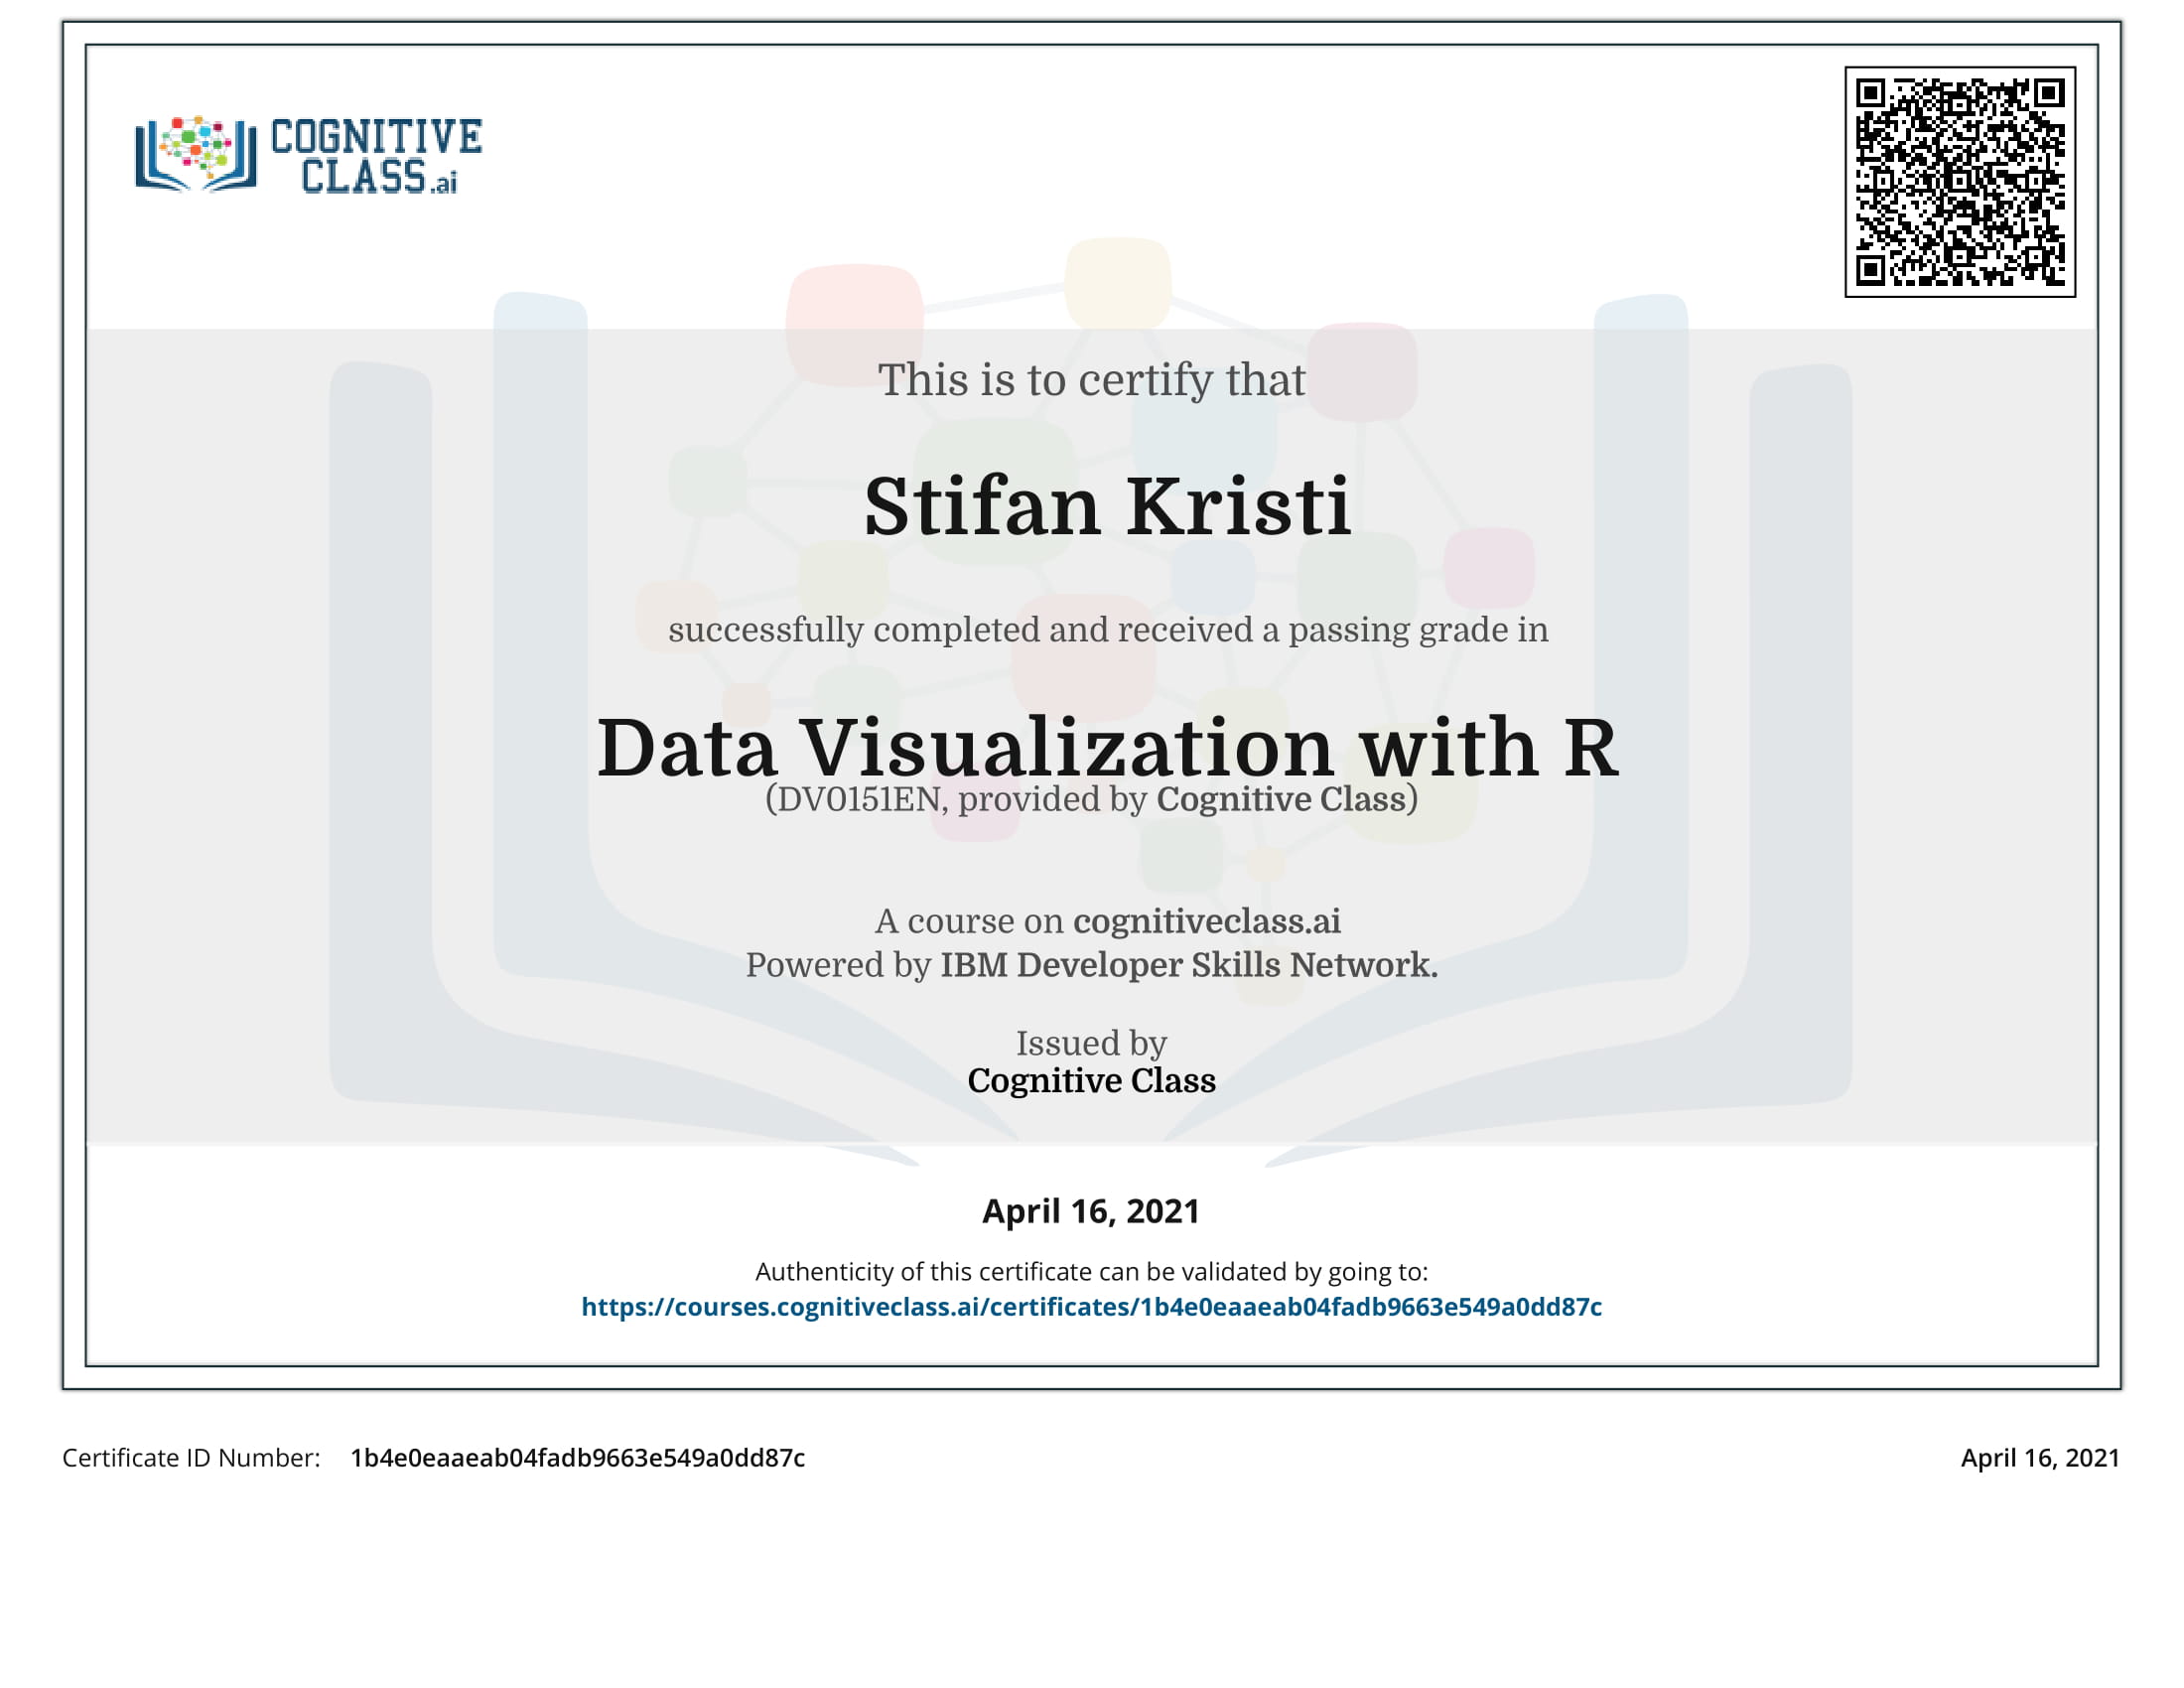 COGNITIVE
CLASS.ai
This is to certify that
Stifan Kristi
successfully completed and received a passing grade in
Data Visualization with R
(DV0151EN, provided by Cognitive Class)
A course on cognitiveclass.ai
Powered by IBM Developer Skills Network.
Issued by
Cognitive Class
April 16, 2021
Authenticity of this certificate can be validated by going to:
https://courses.cognitiveclass.ai/certificates/1b4e0eaaeab04fadb9663e549a0dd87c
Certificate ID Number: 1b4e0eaaeab04fadb9663e549a0dd87c
April 16, 2021